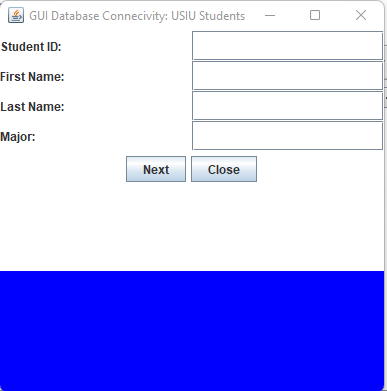 GUI Database Connecivity: USIU Students
Student ID:
First Name:
Last Name:
Major:
Next Close